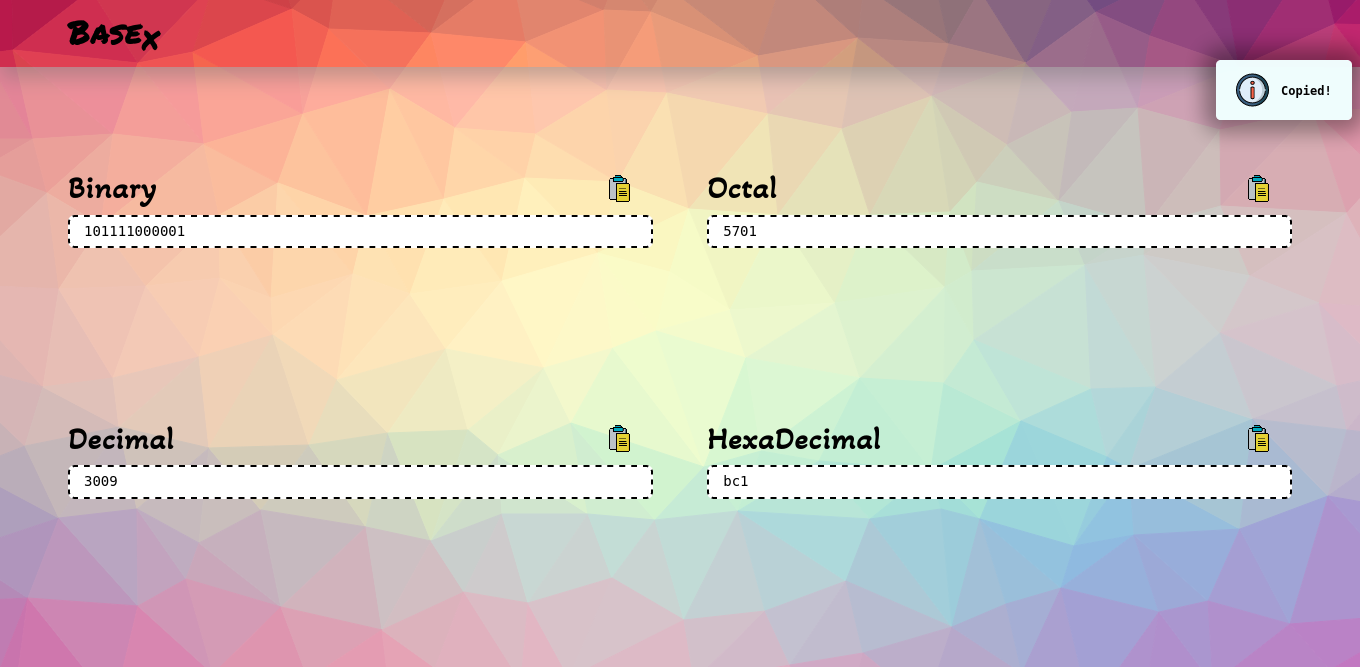 BASEX
Copied!
Binary
101111000001
Octal
5701
Decimal
3009
HexaDecimal
bc1